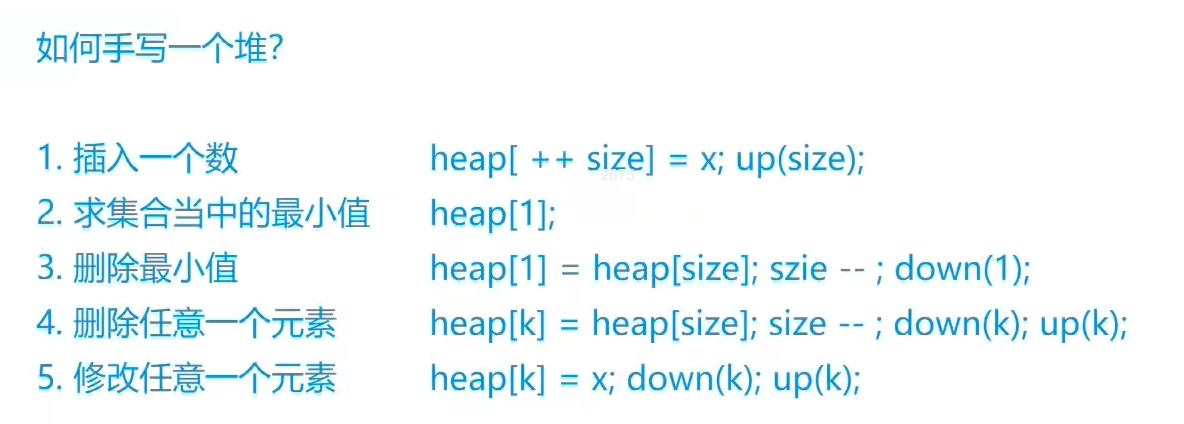 如何手写一个堆？
1. 插入一个数 heap[ ++ size] = x; up(size);
2675
2. 求集合当中的最小值 heap[1];
3. 删除最小值 heap[1] = heap[size]; szie -- ; down(1);
4. 删除任意一个元素 heap[k] = heap[size]; size -- ; down(k); up(k);
5. 修改任意一个元素 heap[k] = x; down(k); up(k);